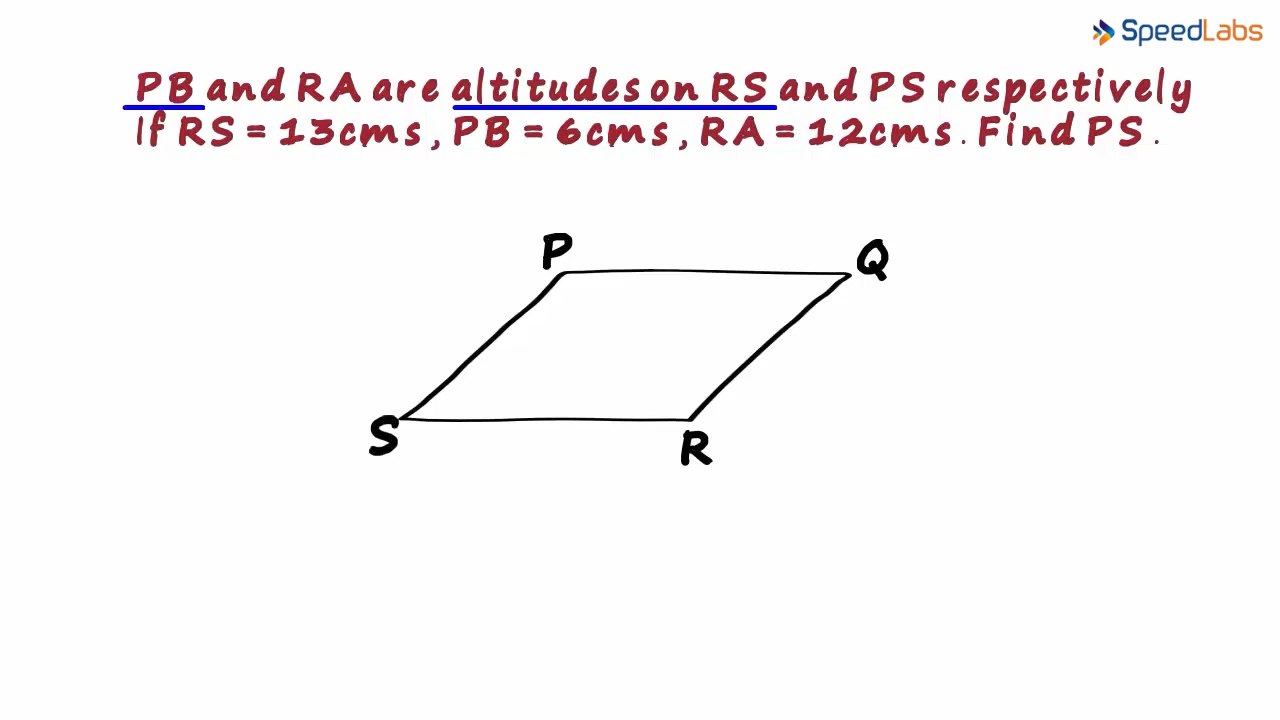 SpeedLabs
PB and RA are altitudes on RS and PS respectively
If RS = 13cms, PB = 6cms, RA = 12cms. Find PS.
P
Q
S
R